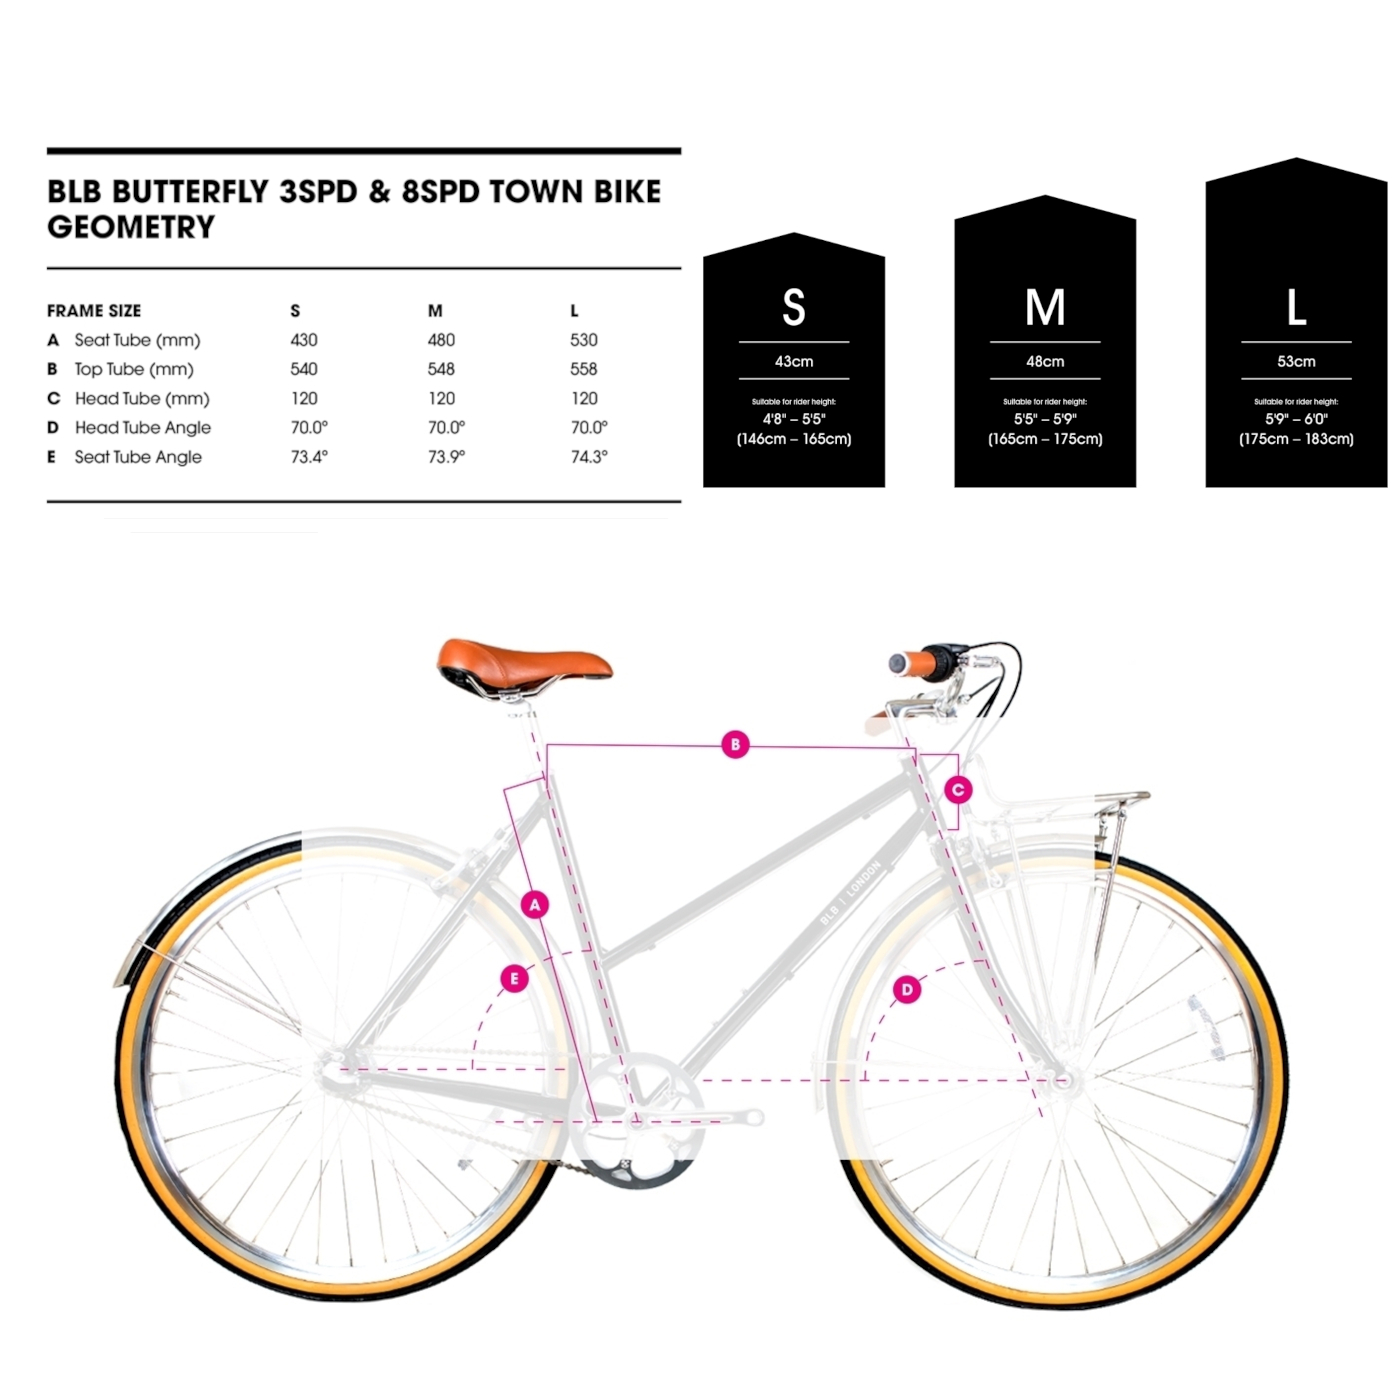 BLB BUTTERFLY 3SPD & 8SPD TOWN BIKE
GEOMETRY
FRAME SIZE S M L
A Seat Tube (mm) 430 480 530
B Top Tube (mm) 540 548 558
C Head Tube (mm) 120 120 120
D Head Tube Angle 70.0° 70.0° 70.0°
E Seat Tube Angle 73.4° 73.9° 74.3°
S
43cm
Suitable for rider height:
4'8" – 5'5"
(146cm – 165cm)
M
48cm
Suitable for rider height:
5'5" – 5'9"
(165cm – 175cm)
L
53cm
Suitable for rider height:
5'9" – 6'0"
(175cm – 183cm)
B
C
A
E
D
BLB | LONDON